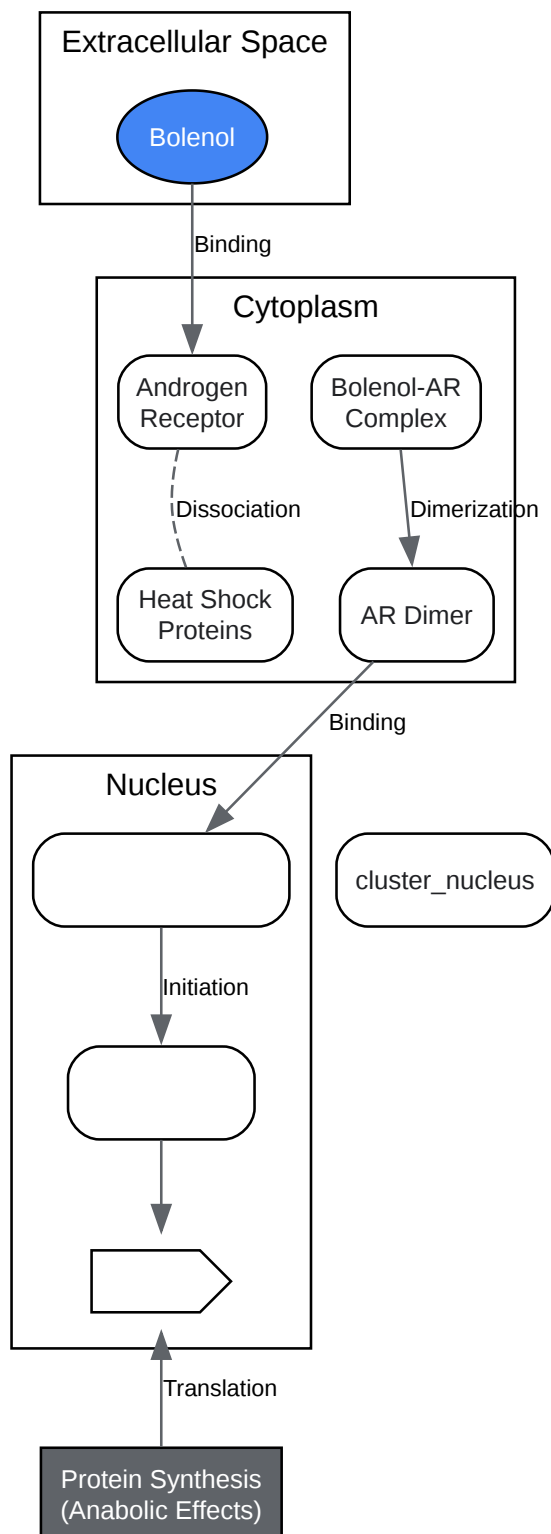 Extracellular Space
Bolenol
Binding
Cytoplasm
Androgen
Receptor
Bolenol-AR
Complex
Dissociation
Dimerization
Heat Shock
Proteins
AR Dimer
Binding
Nucleus
cluster_nucleus
Initiation
Translation
Protein Synthesis
(Anabolic Effects)